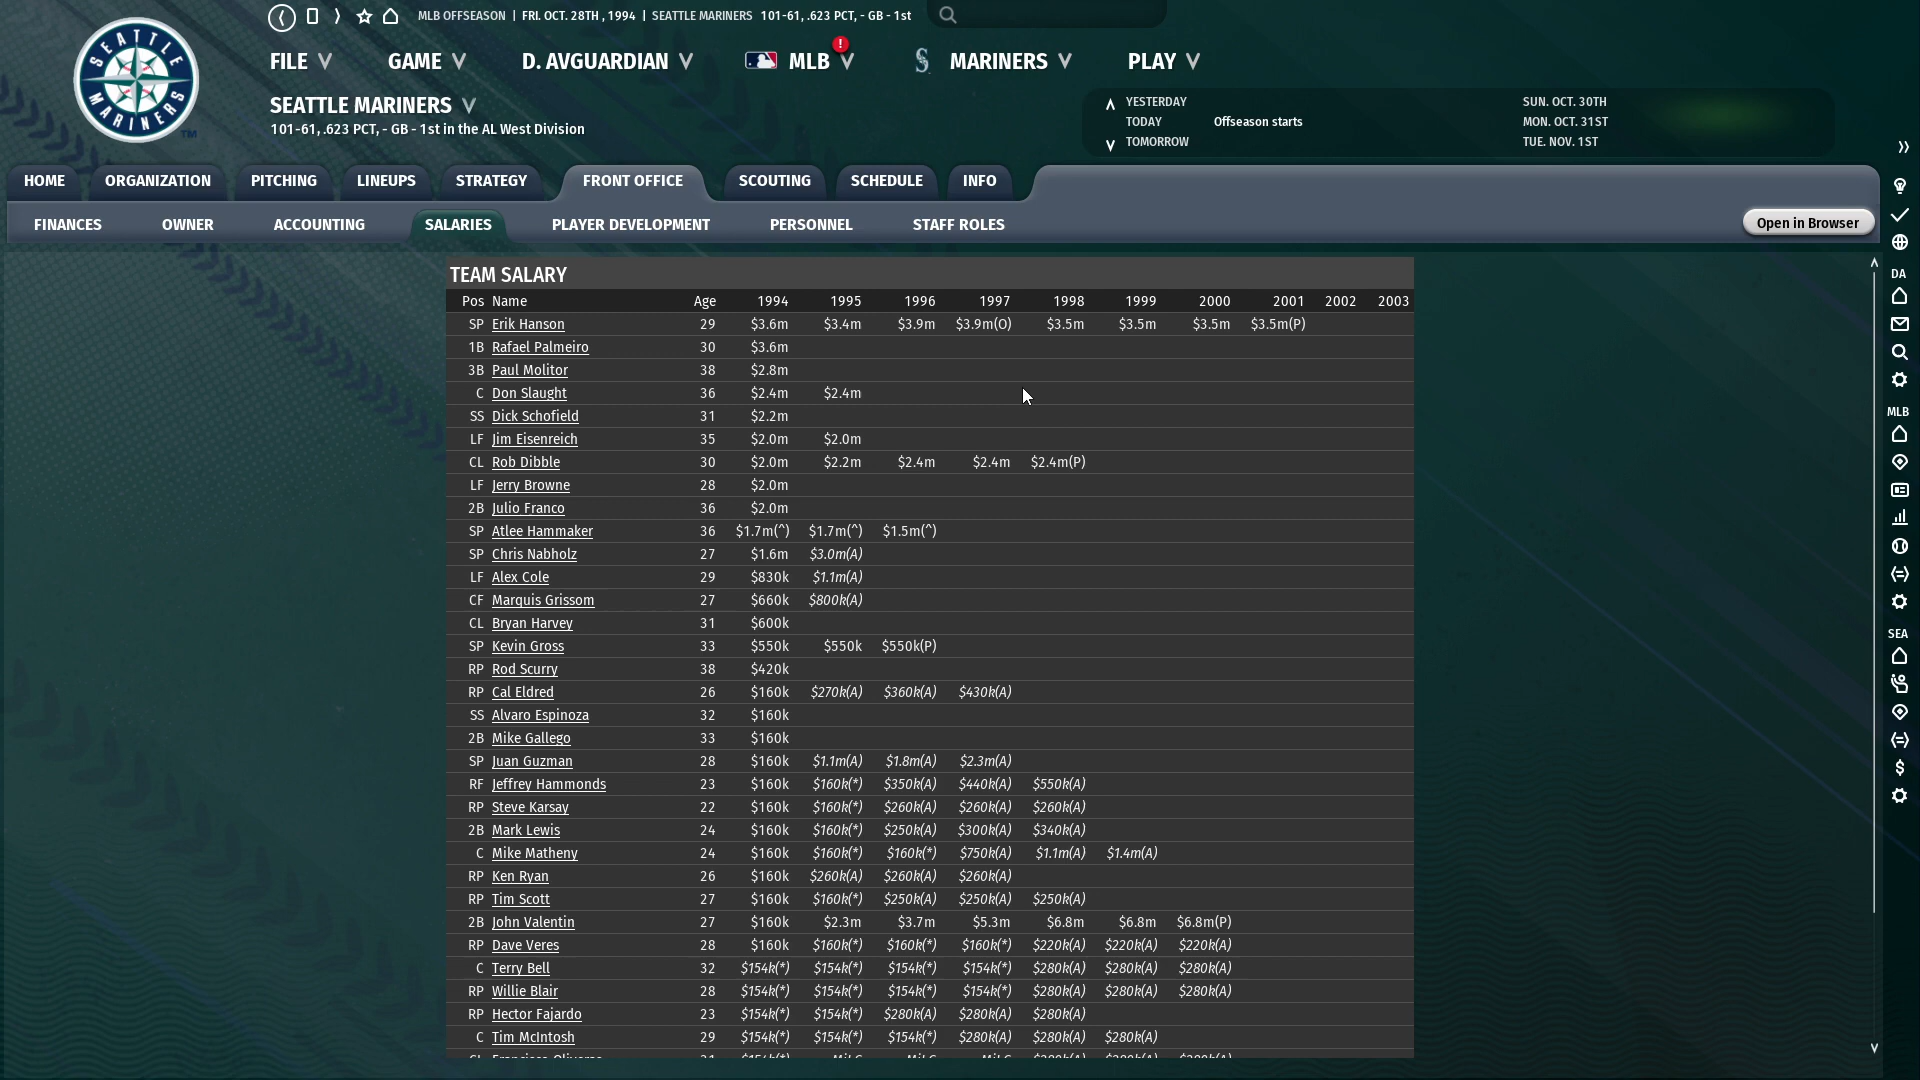 MLB OFFSEASON | FRI. OCT. 28TH , 1994 | SEATTLE MARINERS 101-61, .623 PCT, - GB - 1st
SEATTLE MARINERS TM
FILE GAME D. AVGUARDIAN MLB ! MARINERS PLAY
SEATTLE MARINERS
101-61, .623 PCT, - GB - 1st in the AL West Division
YESTERDAY SUN. OCT. 30TH
TODAY Offseason starts MON. OCT. 31ST
TOMORROW TUE. NOV. 1ST
HOME ORGANIZATION PITCHING LINEUPS STRATEGY FRONT OFFICE SCOUTING SCHEDULE INFO
FINANCES OWNER ACCOUNTING SALARIES PLAYER DEVELOPMENT PERSONNEL STAFF ROLES Open in Browser
DA
MLB
SEA
TEAM SALARY
Pos Name Age 1994 1995 1996 1997 1998 1999 2000 2001 2002 2003
SP Erik Hanson 29 $3.6m $3.4m $3.9m $3.9m(O) $3.5m $3.5m $3.5m $3.5m(P)
1B Rafael Palmeiro 30 $3.6m
3B Paul Molitor 38 $2.8m
C Don Slaught 36 $2.4m $2.4m
SS Dick Schofield 31 $2.2m
LF Jim Eisenreich 35 $2.0m $2.0m
CL Rob Dibble 30 $2.0m $2.2m $2.4m $2.4m $2.4m(P)
LF Jerry Browne 28 $2.0m
2B Julio Franco 36 $2.0m
SP Atlee Hammaker 36 $1.7m(^) $1.7m(^) $1.5m(^)
SP Chris Nabholz 27 $1.6m $3.0m(A)
LF Alex Cole 29 $830k $1.1m(A)
CF Marquis Grissom 27 $660k $800k(A)
CL Bryan Harvey 31 $600k
SP Kevin Gross 33 $550k $550k $550k(P)
RP Rod Scurry 38 $420k
RP Cal Eldred 26 $160k $270k(A) $360k(A) $430k(A)
SS Alvaro Espinoza 32 $160k
2B Mike Gallego 33 $160k
SP Juan Guzman 28 $160k $1.1m(A) $1.8m(A) $2.3m(A)
RF Jeffrey Hammonds 23 $160k $160k(*) $350k(A) $440k(A) $550k(A)
RP Steve Karsay 22 $160k $160k(*) $260k(A) $260k(A) $260k(A)
2B Mark Lewis 24 $160k $160k(*) $250k(A) $300k(A) $340k(A)
C Mike Matheny 24 $160k $160k(*) $160k(*) $750k(A) $1.1m(A) $1.4m(A)
RP Ken Ryan 26 $160k $260k(A) $260k(A) $260k(A)
RP Tim Scott 27 $160k $160k(*) $250k(A) $250k(A) $250k(A)
2B John Valentin 27 $160k $2.3m $3.7m $5.3m $6.8m $6.8m $6.8m(P)
RP Dave Veres 28 $160k $160k(*) $160k(*) $160k(*) $220k(A) $220k(A) $220k(A)
C Terry Bell 32 $154k(*) $154k(*) $154k(*) $154k(*) $280k(A) $280k(A) $280k(A)
RP Willie Blair 28 $154k(*) $154k(*) $154k(*) $154k(*) $280k(A) $280k(A) $280k(A)
RP Hector Fajardo 23 $154k(*) $154k(*) $280k(A) $280k(A) $280k(A)
C Tim McIntosh 29 $154k(*) $154k(*) $154k(*) $280k(A) $280k(A) $280k(A)